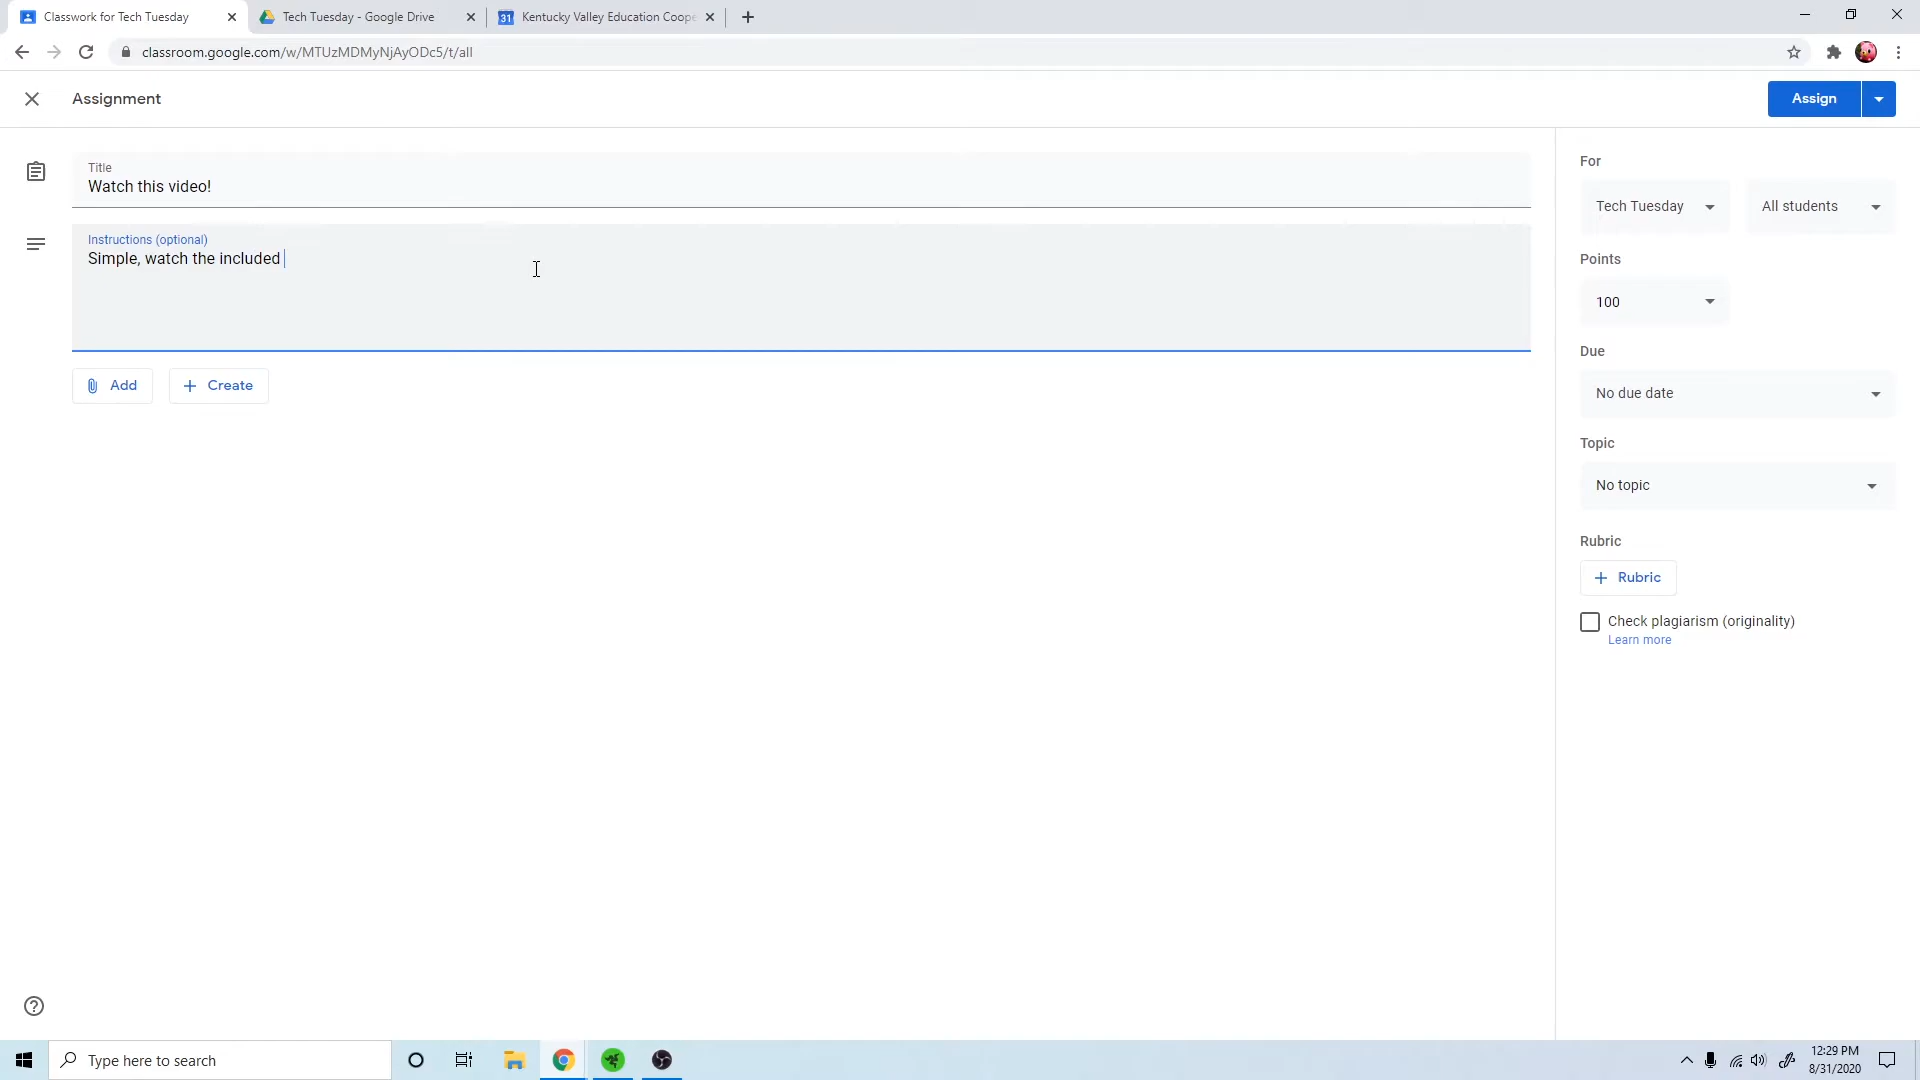 Classwork for Tech Tuesday
Tech Tuesday - Google Drive
31
Kentucky Valley Education Coope
classroom.google.com/w/MTUzMDMyNjAyODc5/t/all
Assignment
Assign
Title
Watch this video!
Instructions (optional)
Simple, watch the included
Add
Create
For
Tech Tuesday
All students
Points
100
Due
No due date
Topic
No topic
Rubric
Rubric
Check plagiarism (originality)
Learn more
Type here to search
12:29 PM
8/31/2020